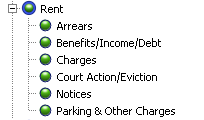 Rent
Arrears
Benefits/Income/Debt
Charges
Court Action/Eviction
Notices
Parking & Other Charges